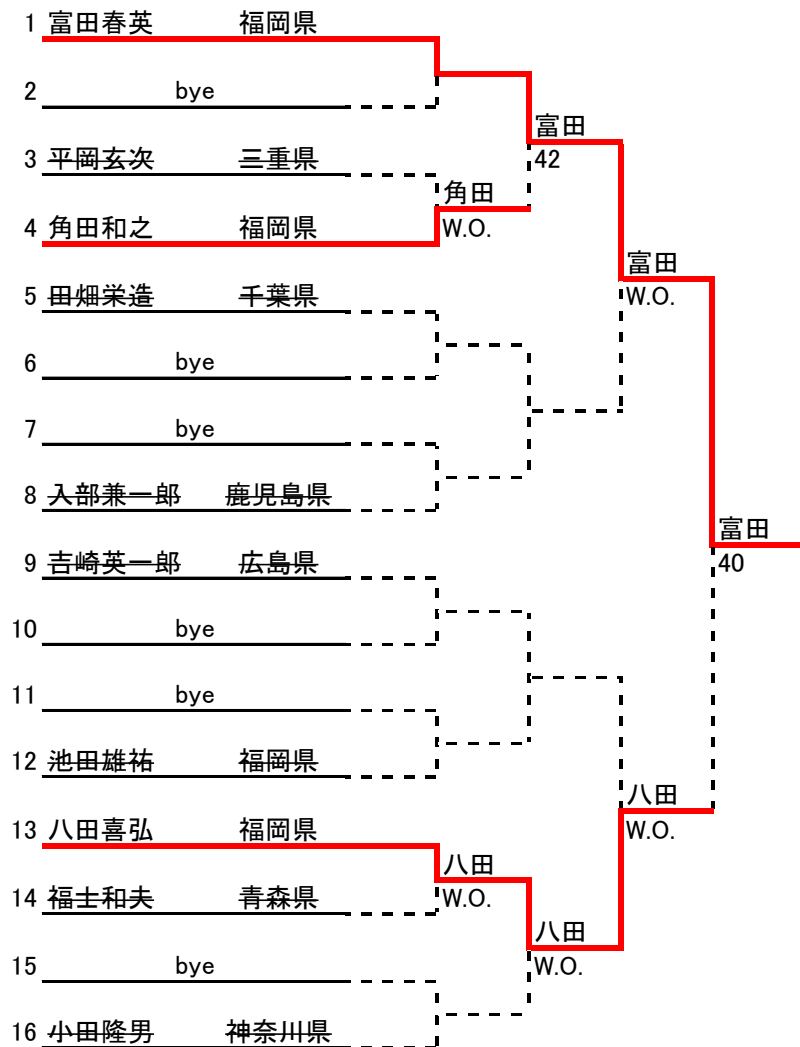 1 富田春英 福岡県
2 bye
富田
3 平岡玄次 三重県
42
角田
4 角田和之 福岡県
W.O.
富田
5 田畑栄造 千葉県
W.O.
6 bye
7 bye
8 入部兼一郎 鹿児島県
富田
9 吉崎英一郎 広島県
40
10 bye
11 bye
12 池田雄祐 福岡県
八田
13 八田喜弘 福岡県
W.O.
八田
14 福士和夫 青森県
W.O.
八田
15 bye
W.O.
16 小田隆男 神奈川県